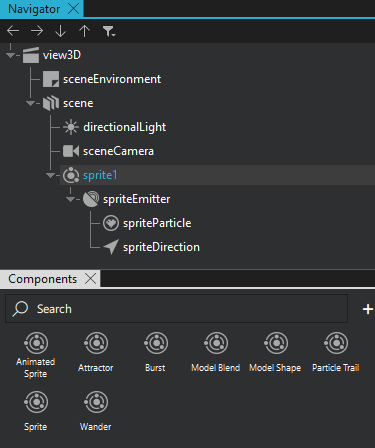 Navigator
view3D
sceneEnvironment
scene
directionalLight
sceneCamera
sprite1
spriteEmitter
spriteParticle
spriteDirection
Components
Search
Animated Sprite
Attractor
Burst
Model Blend
Model Shape
Particle Trail
Sprite
Wander